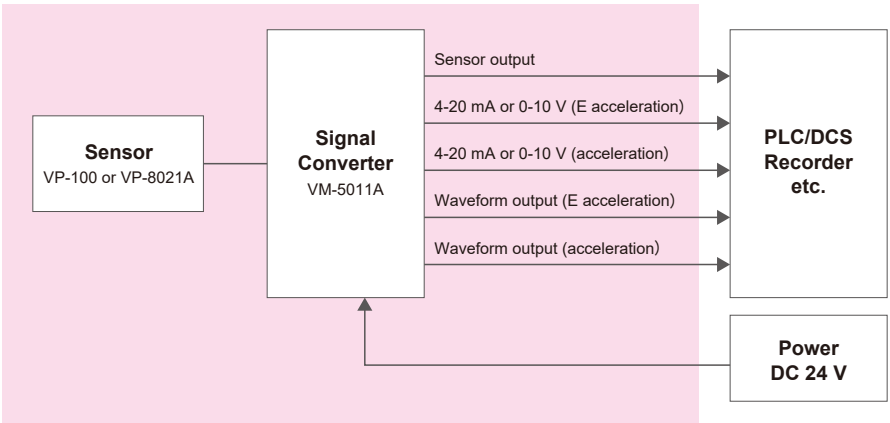 Sensor
VP-100 or VP-8021A
Signal
Converter
VM-5011A
Sensor output
4-20 mA or 0-10 V (E acceleration)
4-20 mA or 0-10 V (acceleration)
Waveform output (E acceleration)
Waveform output (acceleration)
PLC/DCS
Recorder
etc.
Power
DC 24 V